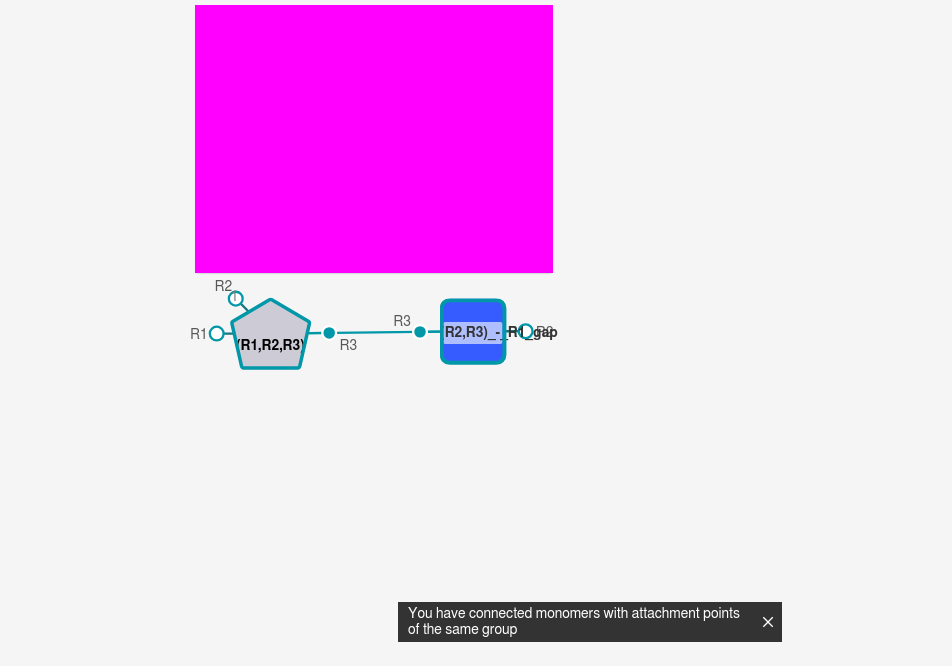 R2
R1
(R1,R2,R3)
R3
R3
R2,R3)_-_R1_gap
You have connected monomers with attachment points
of the same group